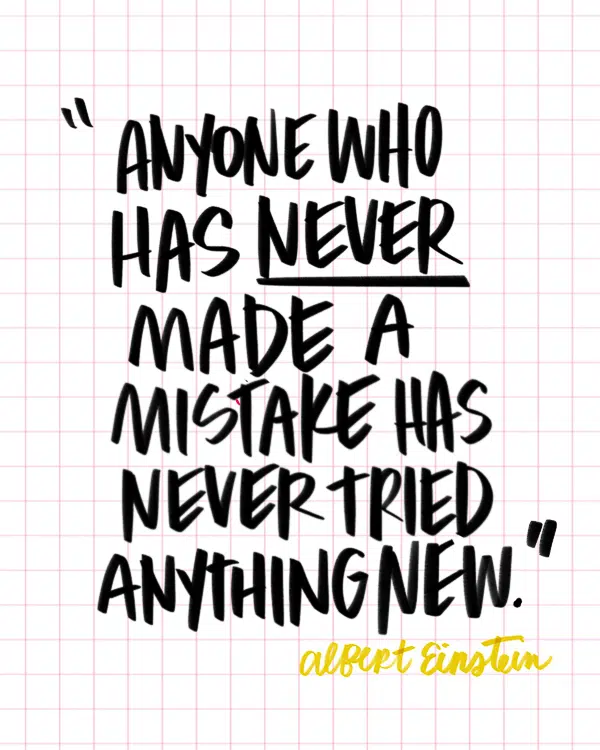 "ANYONE WHO
HAS NEVER
MADE A
MISTAKE HAS
NEVER TRIED
ANYTHING NEW."
albert Einstein